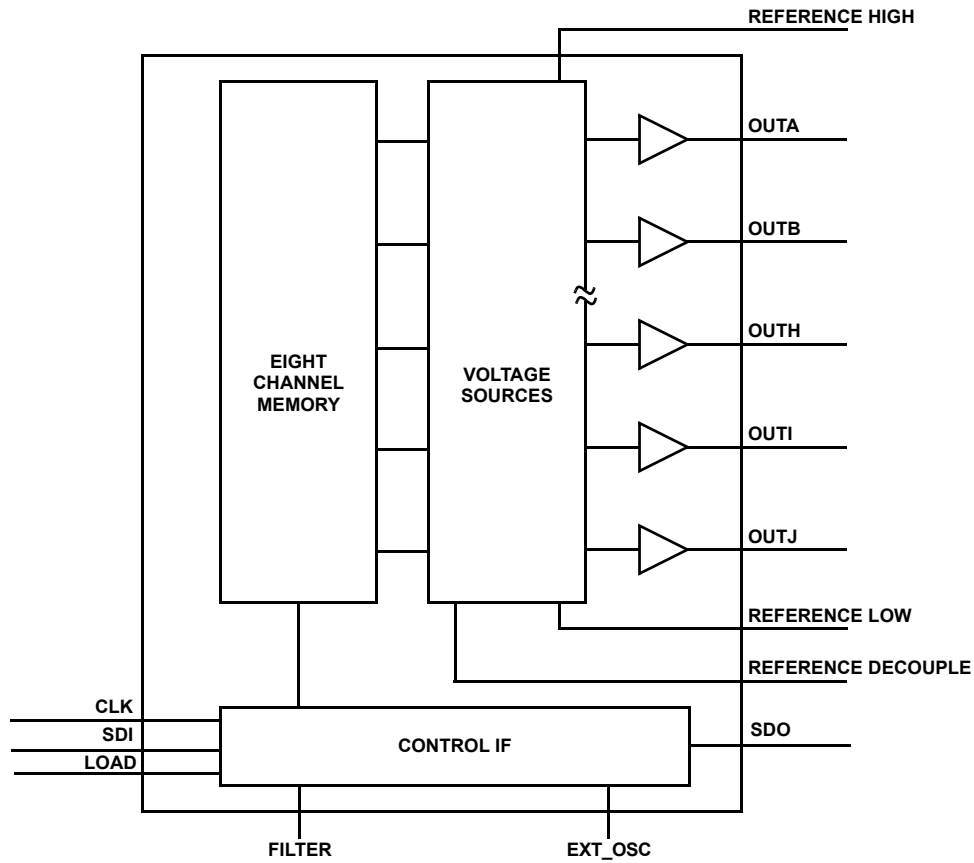 REFERENCE HIGH
OUTA
OUTB
OUTH
EIGHT
CHANNEL
MEMORY
VOLTAGE
SOURCES
OUTI
OUTJ
REFERENCE LOW
REFERENCE DECOUPLE
CLK
SDI
LOAD
CONTROL IF
SDO
FILTER
EXT_OSC